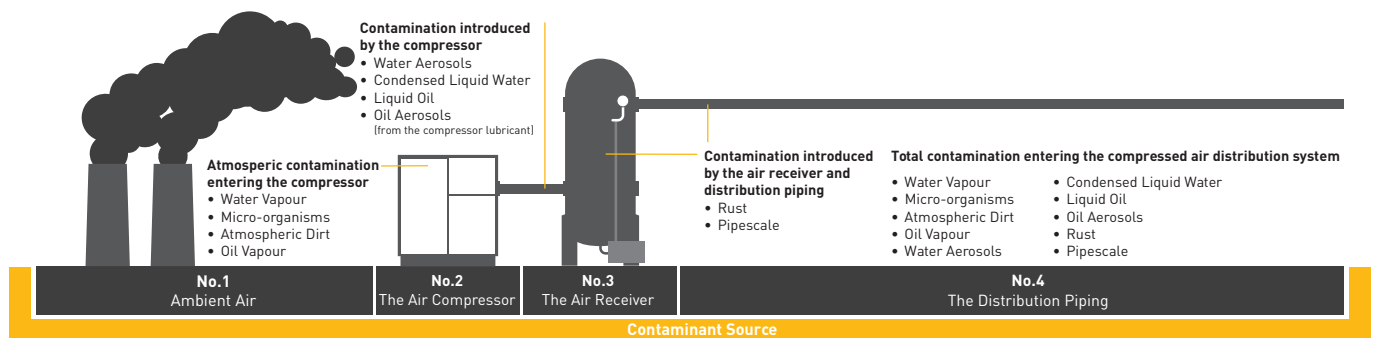 Contamination introduced
by the compressor
• Water Aerosols
• Condensed Liquid Water
• Liquid Oil
• Oil Aerosols
(from the compressor lubricant)
Atmosperic contamination
entering the compressor
• Water Vapour
• Micro-organisms
• Atmospheric Dirt
• Oil Vapour
Contamination introduced
by the air receiver and
distribution piping
• Rust
• Pipescale
Total contamination entering the compressed air distribution system
• Water Vapour
• Micro-organisms
• Atmospheric Dirt
• Oil Vapour
• Water Aerosols
• Condensed Liquid Water
• Liquid Oil
• Oil Aerosols
• Rust
• Pipescale
No.1
Ambient Air
No.2
The Air Compressor
No.3
The Air Receiver
No.4
The Distribution Piping
Contaminant Source